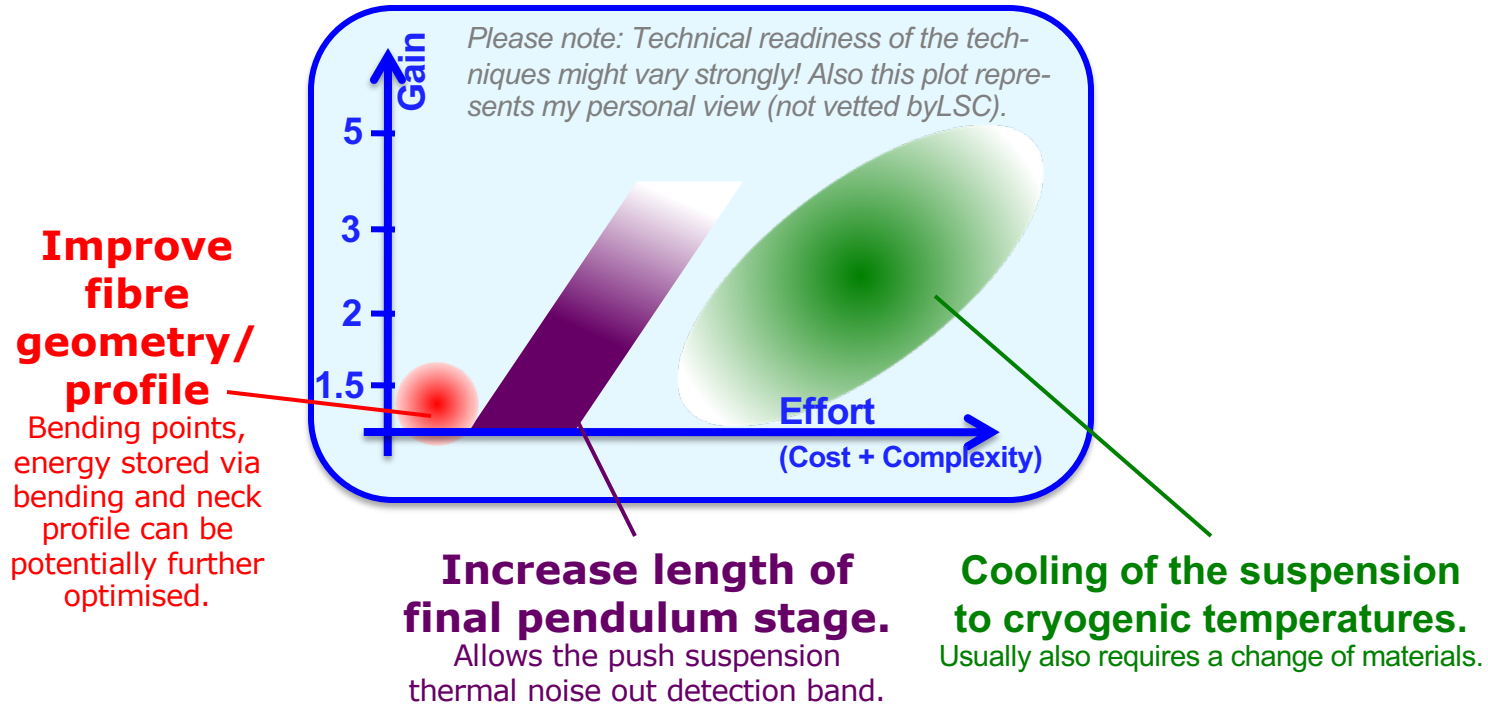 Please note: Technical readiness of the tech-
niques might vary strongly! Also this plot repre-
sents my personal view (not vetted byLSC).
Gain
5
3
2
1.5
Effort
(Cost + Complexity)
Improve
fibre
geometry/
profile
Bending points,
energy stored via
bending and neck
profile can be
potentially further
optimised.
Increase length of
final pendulum stage.
Allows the push suspension
thermal noise out detection band.
Cooling of the suspension
to cryogenic temperatures.
Usually also requires a change of materials.